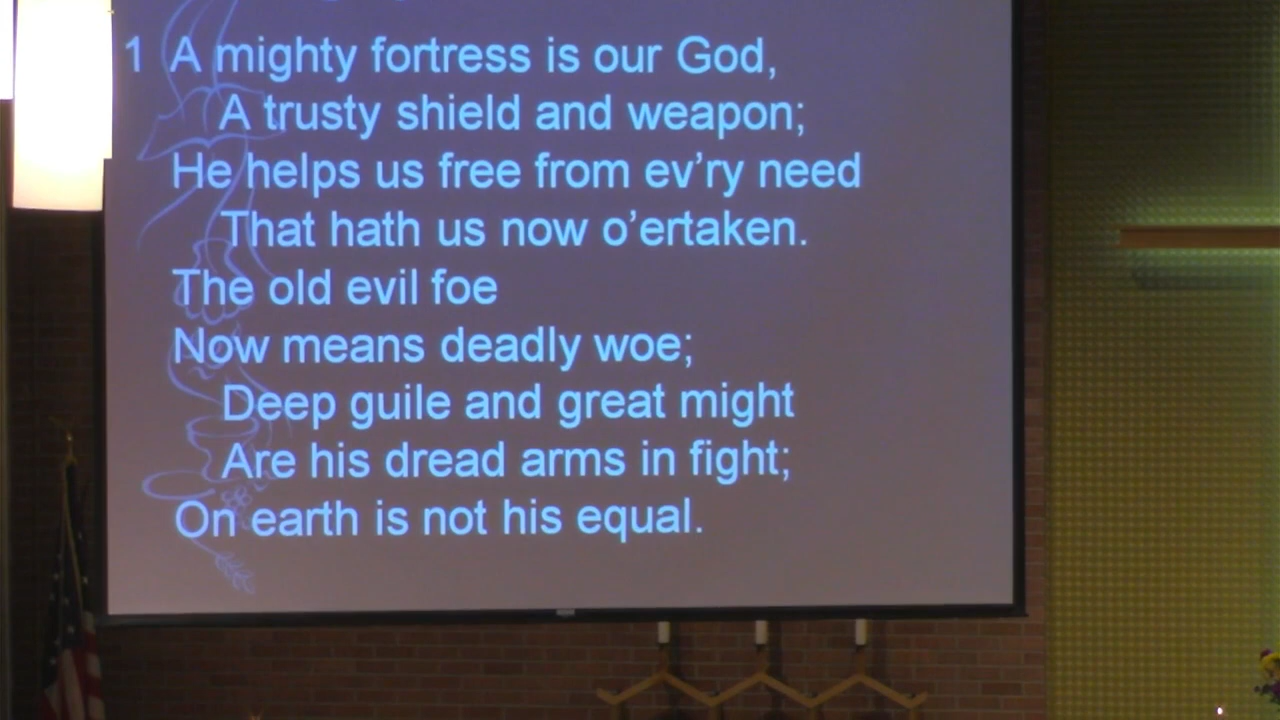 1 A mighty fortress is our God,
A trusty shield and weapon;
He helps us free from ev’ry need
That hath us now o’ertaken.
The old evil foe
Now means deadly woe;
Deep guile and great might
Are his dread arms in fight;
On earth is not his equal.